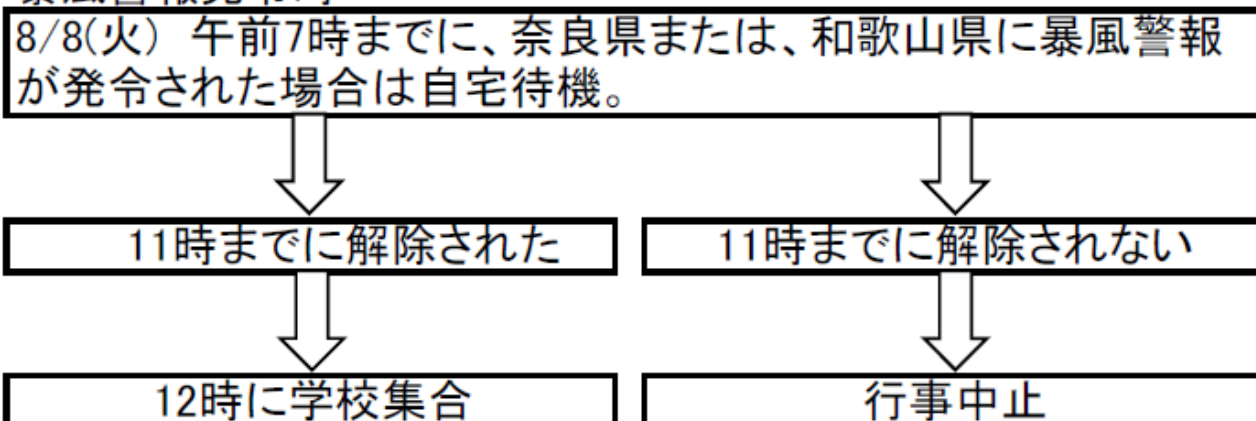 8/8(火) 午前7時までに、奈良県または、和歌山県に暴風警報
が発令された場合は自宅待機。
11時までに解除された
11時までに解除されない
12時に学校集合
行事中止